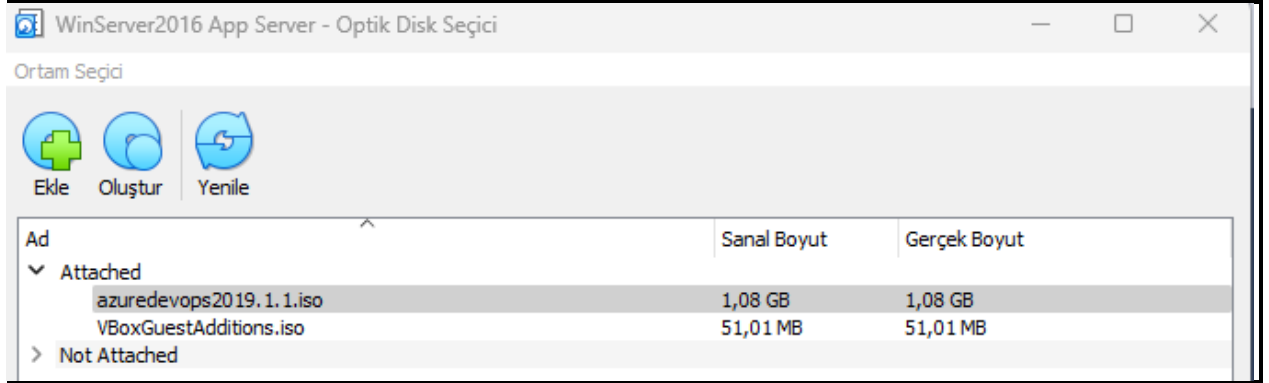 WinServer2016 App Server - Optik Disk Seçici
Ortam Seçici
Ekle Oluştur Yenile
Ad Sanal Boyut Gerçek Boyut
Attached
azuredevops2019.1.1.iso 1,08 GB 1,08 GB
VBoxGuestAdditions.iso 51,01 MB 51,01 MB
Not Attached